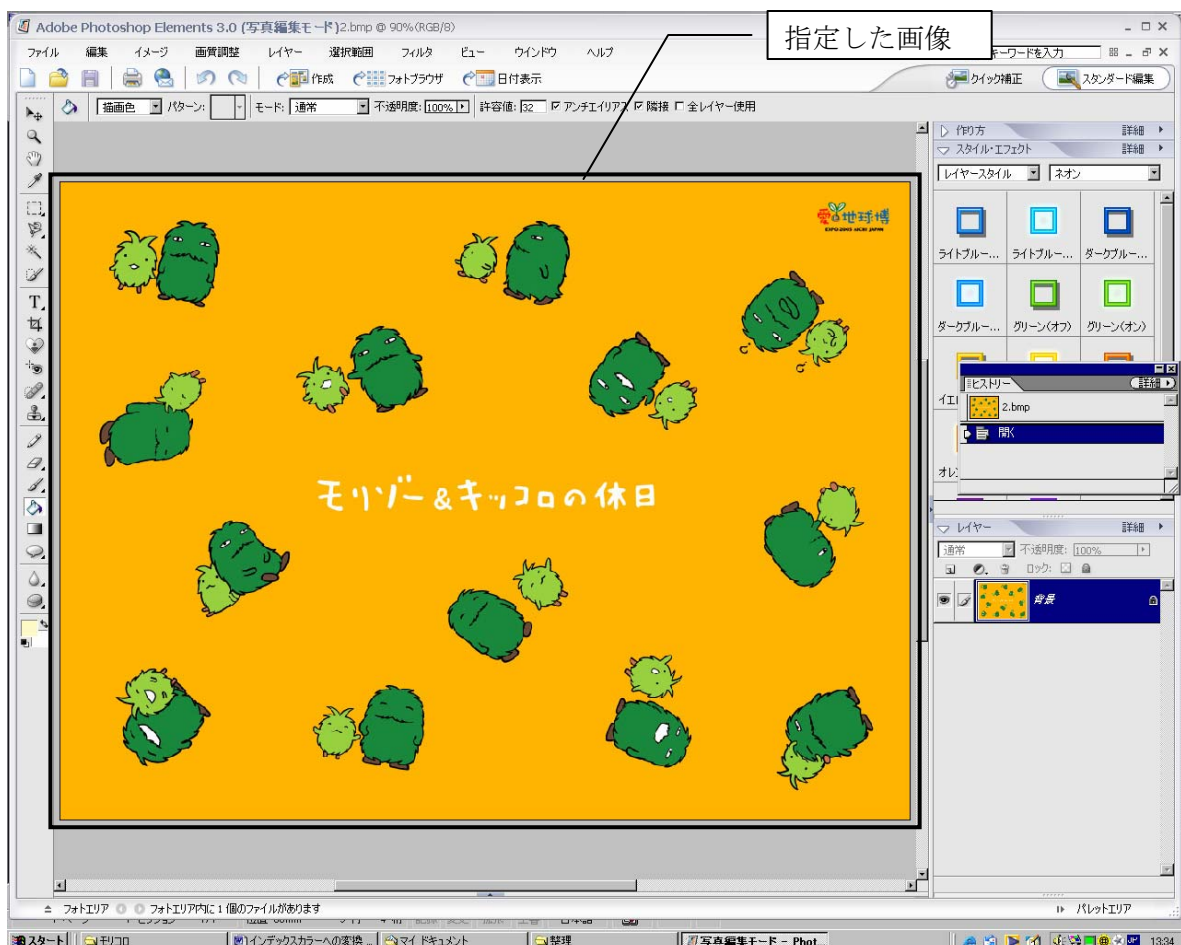 Adobe Photoshop Elements 3.0 (写真編集モード)2.bmp @ 90%(RGB/8)
指定した画像
ファイル 編集 イメージ 画質調整 レイヤー 選択範囲 フィルタ ビュー ウインドウ ヘルプ ーワードを入力
作成 フォトブラウザ 日付表示 クイック補正 スタンダード編集
描画色 パターン: モード: 通常 不透明度: 100% 許容値: 32 アンチエイリアス 隣接 全レイヤー使用
作り方 詳細
スタイル・エフェクト 詳細
レイヤースタイル ネオン
愛・地球博
EXPO 2005 AICHI JAPAN
ライトブルー... ライトブルー... ダークブルー...
ダークブルー... グリーン(オフ) グリーン(オン)
ヒストリー 詳細
イエ
2.bmp
開く
オレ
モリゾー&キッコロの休日
レイヤー 詳細
通常 不透明度: 100%
ロック:
背景
フォトエリア フォトエリア内に1個のファイルがあります パレットエリア
スタート モリコロ 1)インデックスカラーへの変換 .. マイ ドキュメント 整理 写真編集モード - Phot... 13:34